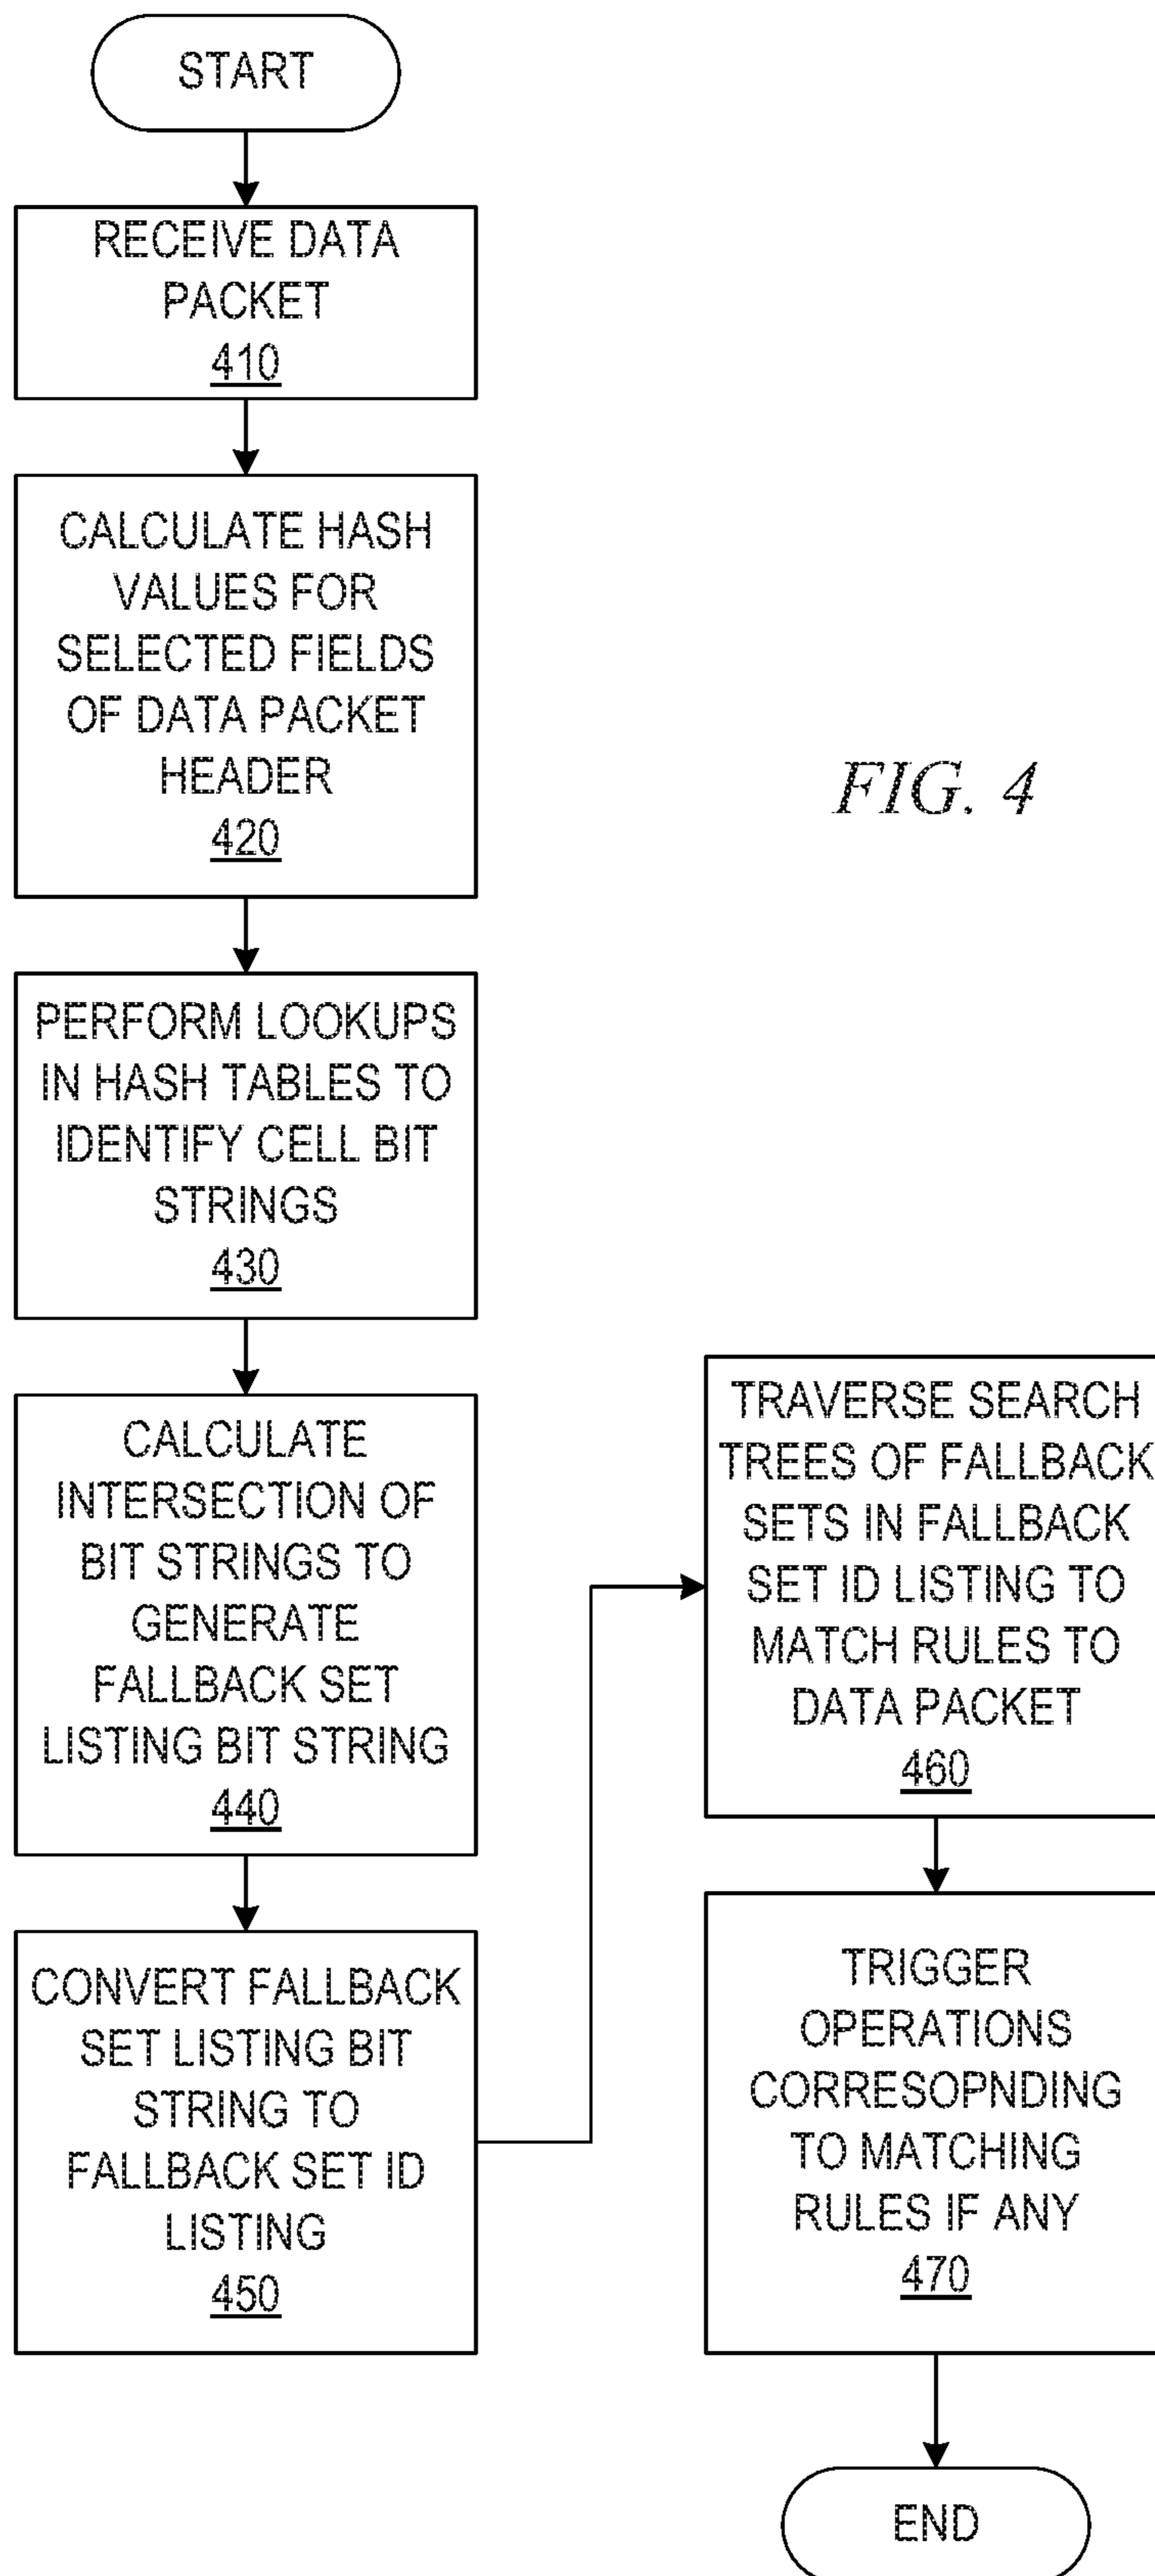 START
RECEIVE DATA
PACKET
410
CALCULATE HASH
VALUES FOR
SELECTED FIELDS
OF DATA PACKET
HEADER
420
PERFORM LOOKUPS
IN HASH TABLES TO
IDENTIFY CELL BIT
STRINGS
430
CALCULATE
INTERSECTION OF
BIT STRINGS TO
GENERATE
FALLBACK SET
LISTING BIT STRING
440
CONVERT FALLBACK
SET LISTING BIT
STRING TO
FALLBACK SET ID
LISTING
450
TRAVERSE SEARCH
TREES OF FALLBACK
SETS IN FALLBACK
SET ID LISTING TO
MATCH RULES TO
DATA PACKET
460
TRIGGER
OPERATIONS
CORRESOPNDING
TO MATCHING
RULES IF ANY
470
END
FIG. 4